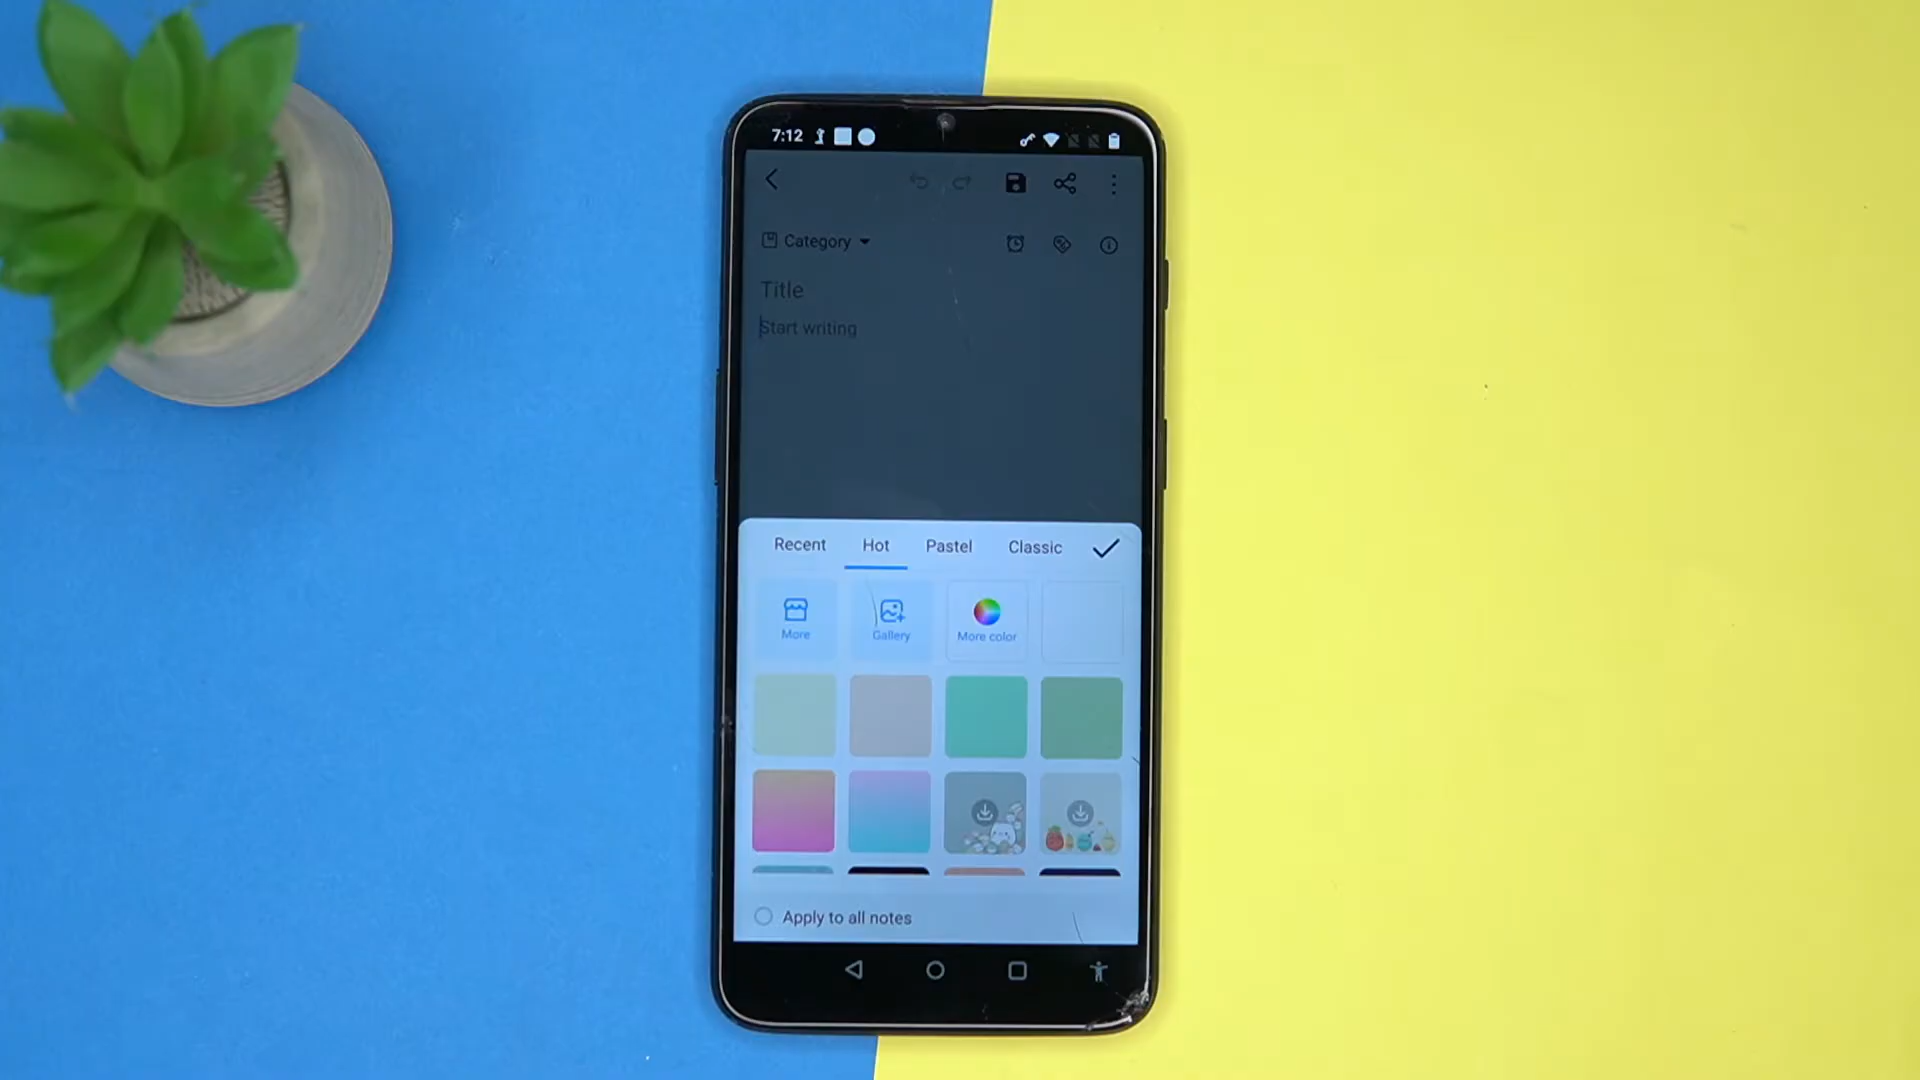 7:12
Category
Title
Start writing
Recent Hot Pastel Classic
More Gallery More color
Apply to all notes